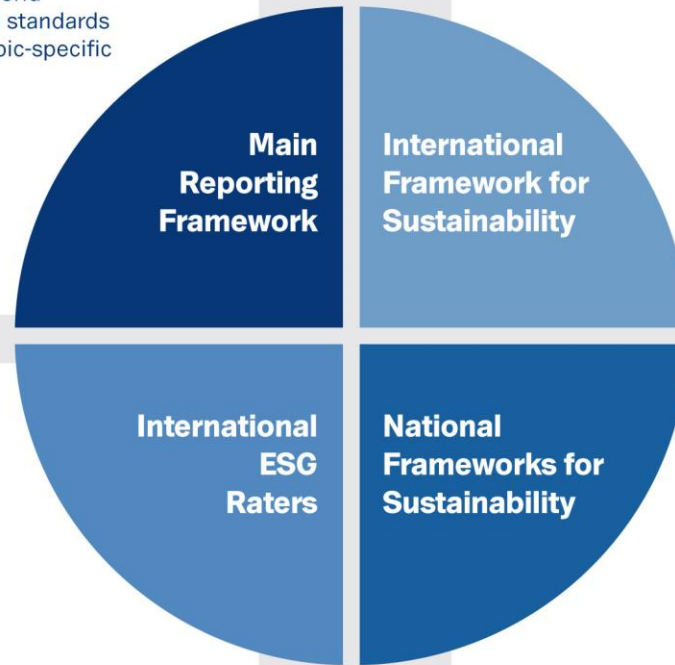 standards
Main
Reporting
Framework
International
Framework for
Sustainability
International
ESG
Raters
National
Frameworks for
Sustainability